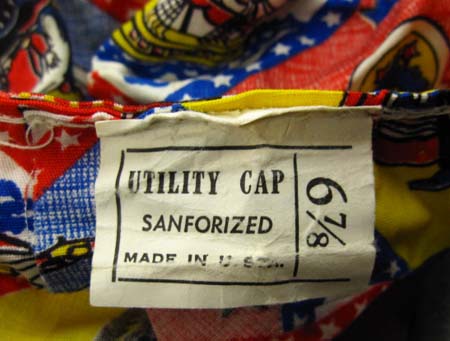 UTILITY CAP
SANFORIZED
MADE IN U.S.A.
6⅞